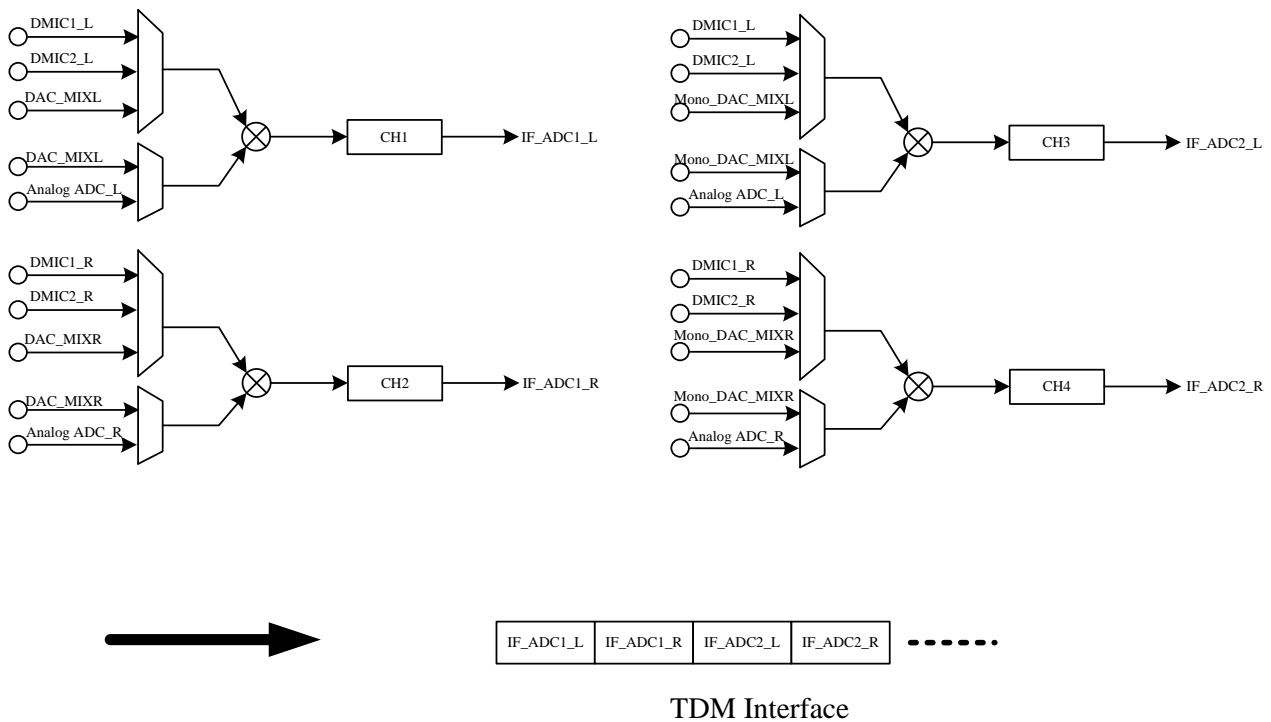 DMIC1_L
DMIC2_L
DAC_MIXL
DAC_MIXL
Analog ADC_L
CH1
IF_ADC1_L
DMIC1_L
DMIC2_L
Mono_DAC_MIXL
Mono_DAC_MIXL
Analog ADC_L
CH3
IF_ADC2_L
DMIC1_R
DMIC2_R
DAC_MIXR
DAC_MIXR
Analog ADC_R
CH2
IF_ADC1_R
DMIC1_R
DMIC2_R
Mono_DAC_MIXR
Mono_DAC_MIXR
Analog ADC_R
CH4
IF_ADC2_R
IF_ADC1_L IF_ADC1_R IF_ADC2_L IF_ADC2_R
TDM Interface